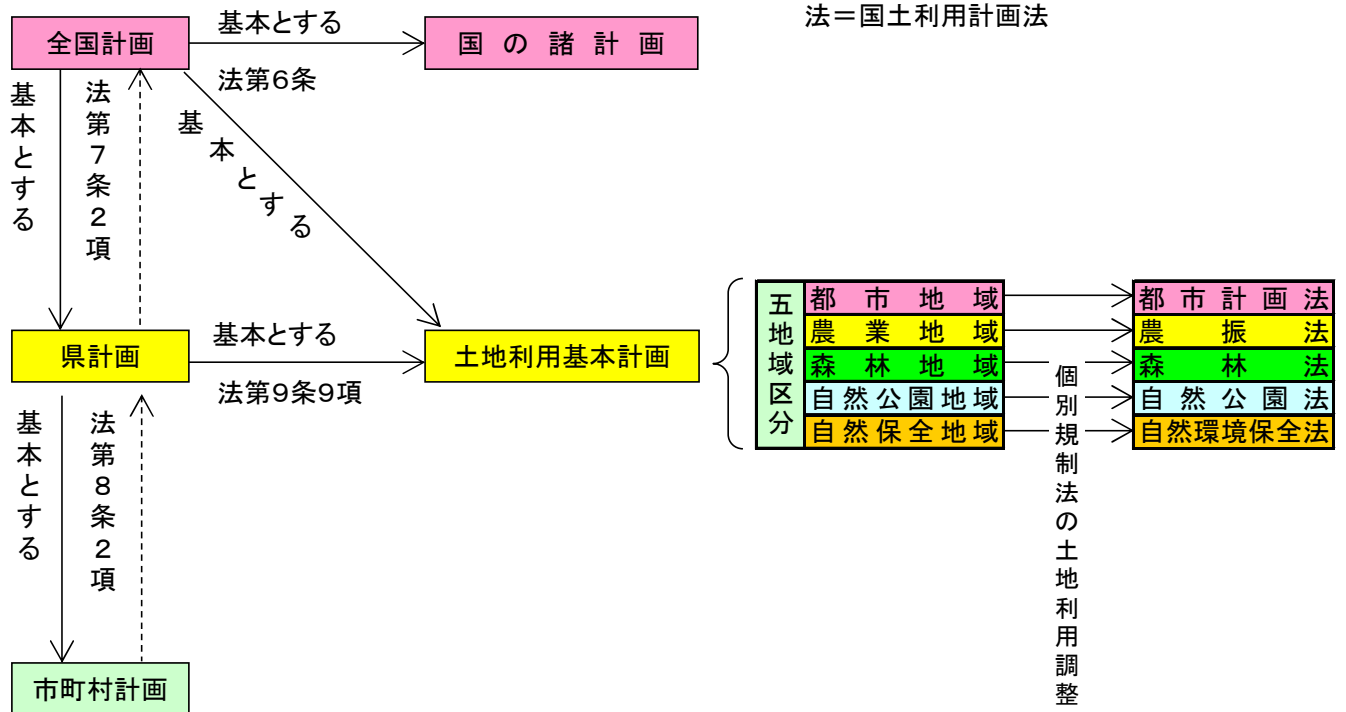 法＝国土利用計画法
全国計画
基本とする
法第６条
国の諸計画
基本とする
法第７条２項
基本とする
県計画
基本とする
法第９条９項
土地利用基本計画
五地域区分
都市地域
農業地域
森林地域
自然公園地域
自然保全地域
個別規制法の土地利用調整
都市計画法
農振法
森林法
自然公園法
自然環境保全法
基本とする
法第８条２項
市町村計画